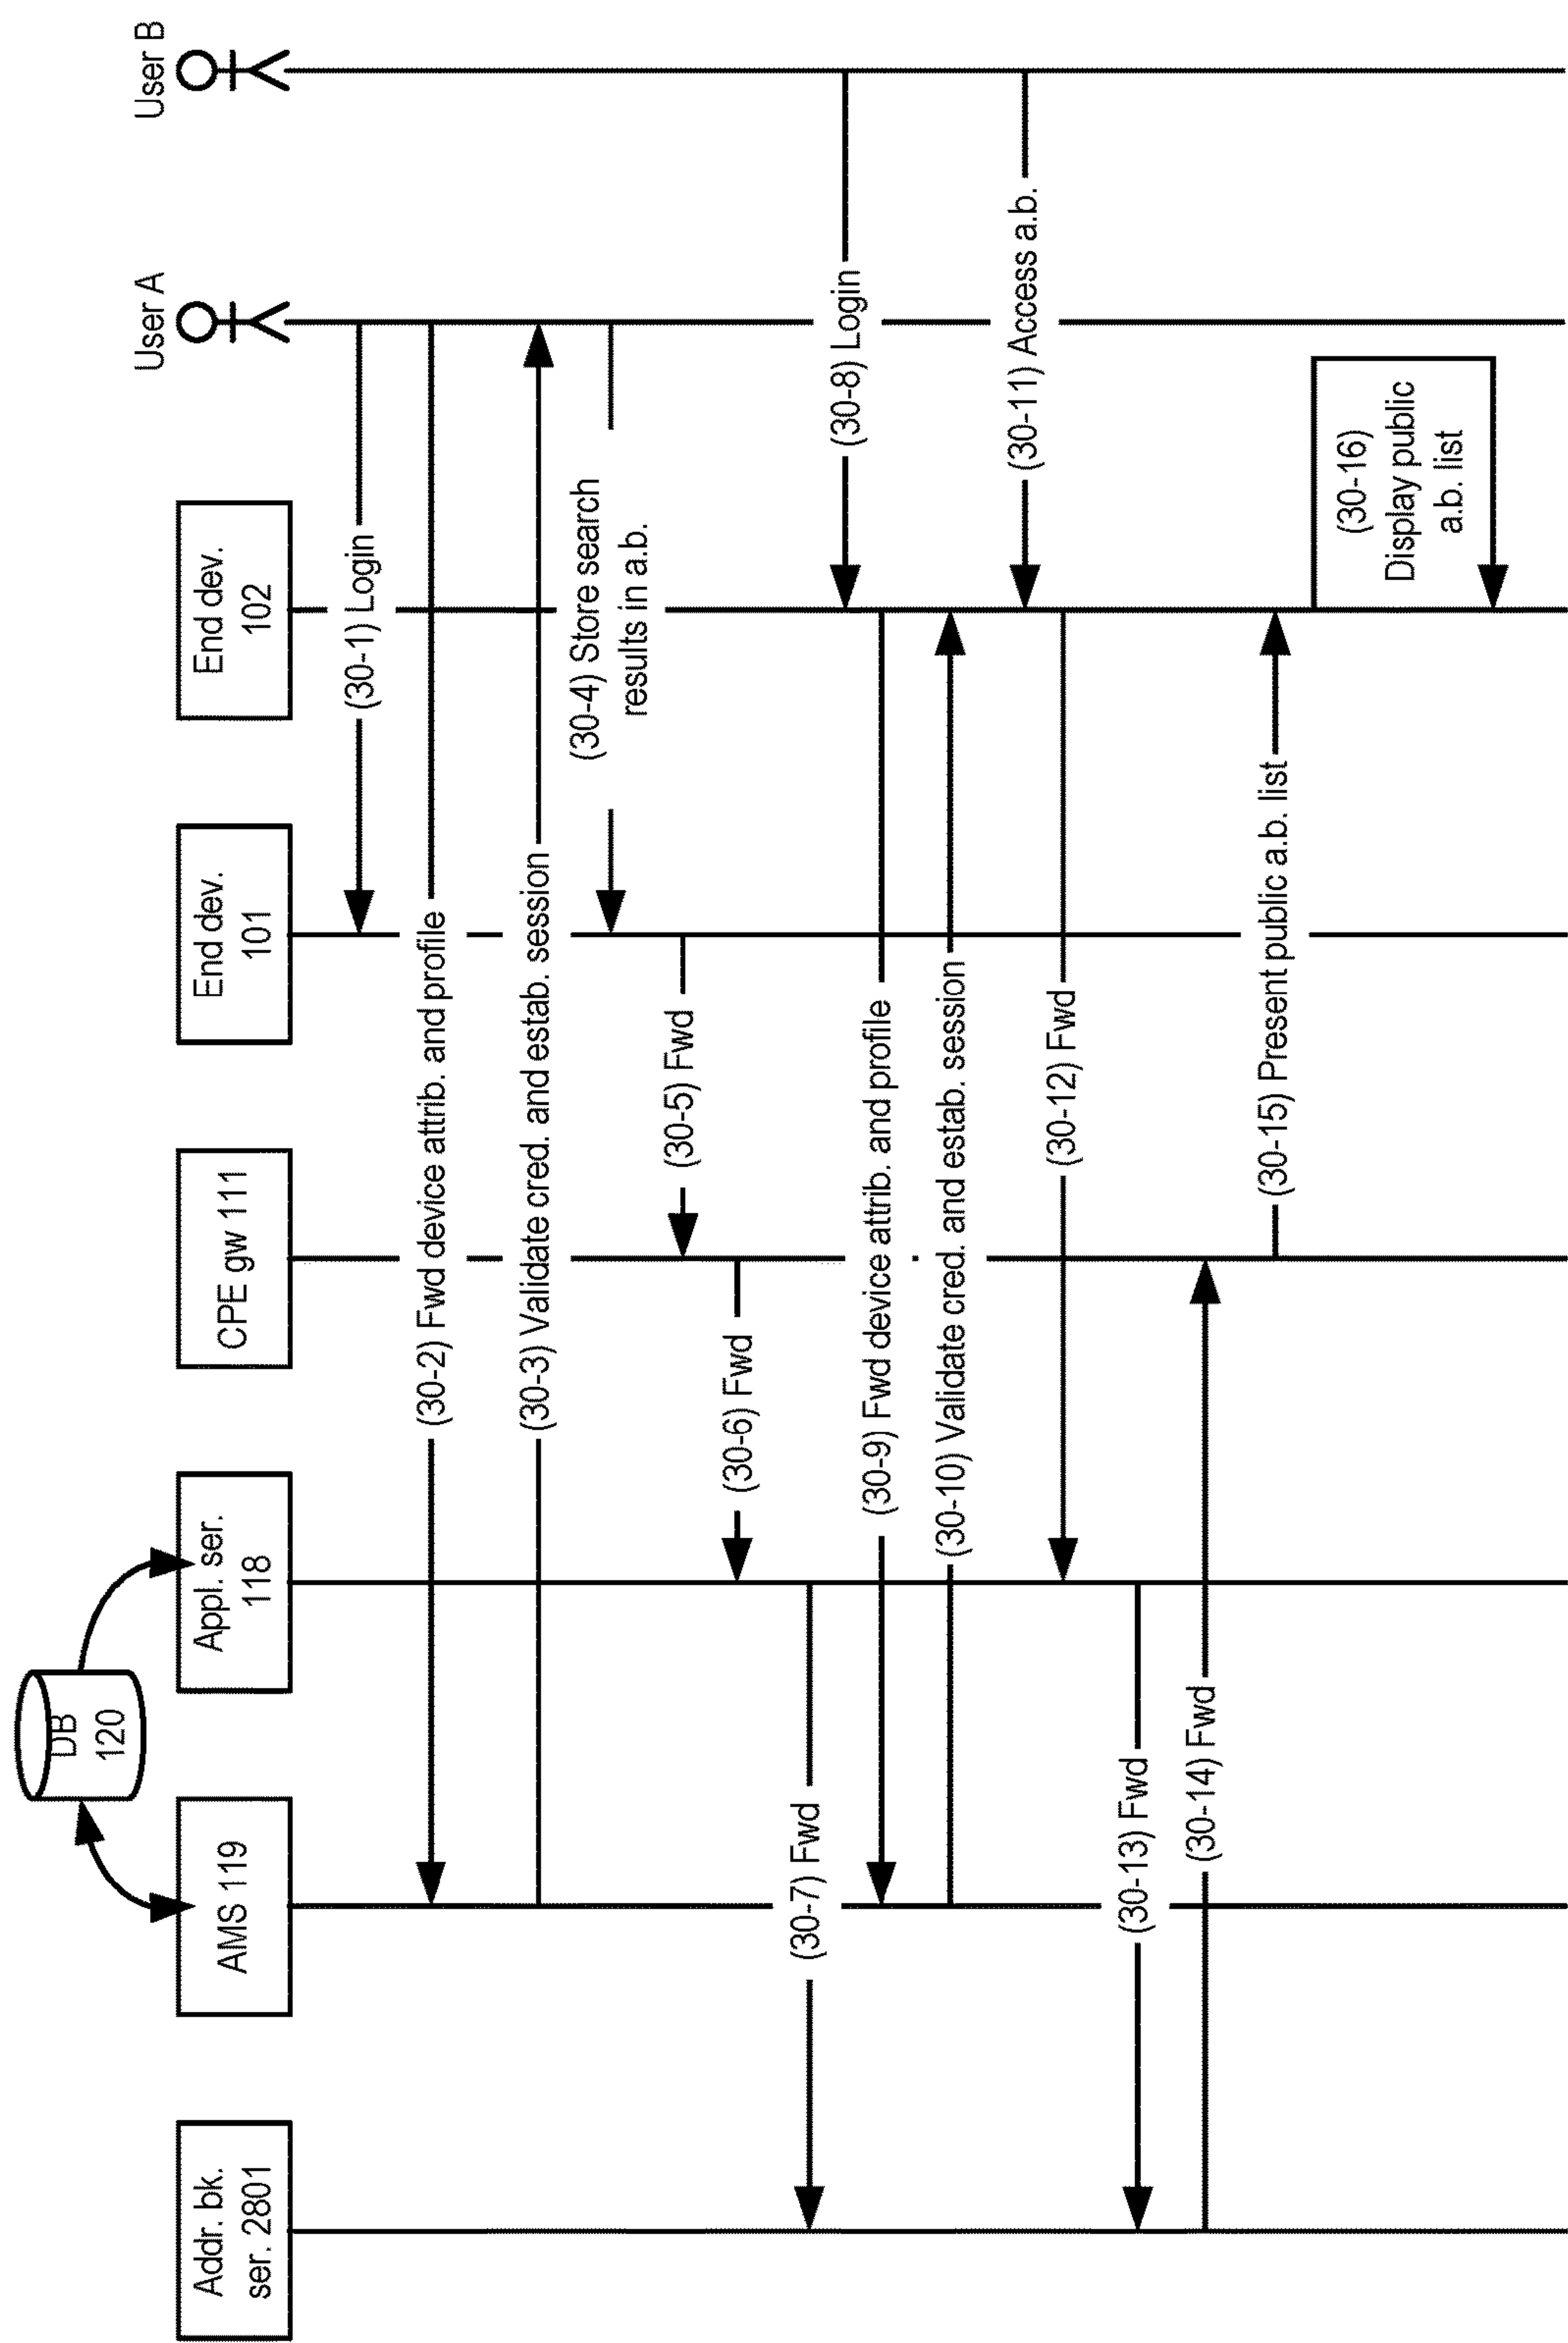 User B
User A
End dev.
102
End dev.
101
CPE gw 111
Appl. ser.
118
DB
120
AMS 119
Addr. bk.
ser. 2801
(30-1) Login
(30-2) Fwd device attrib. and profile
(30-3) Validate cred. and estab. session
(30-4) Store search
results in a.b.
(30-5) Fwd
(30-6) Fwd
(30-7) Fwd
(30-8) Login
(30-9) Fwd device attrib. and profile
(30-10) Validate cred. and estab. session
(30-11) Access a.b.
(30-12) Fwd
(30-13) Fwd
(30-14) Fwd
(30-15) Present public a.b. list
(30-16)
Display public
a.b. list